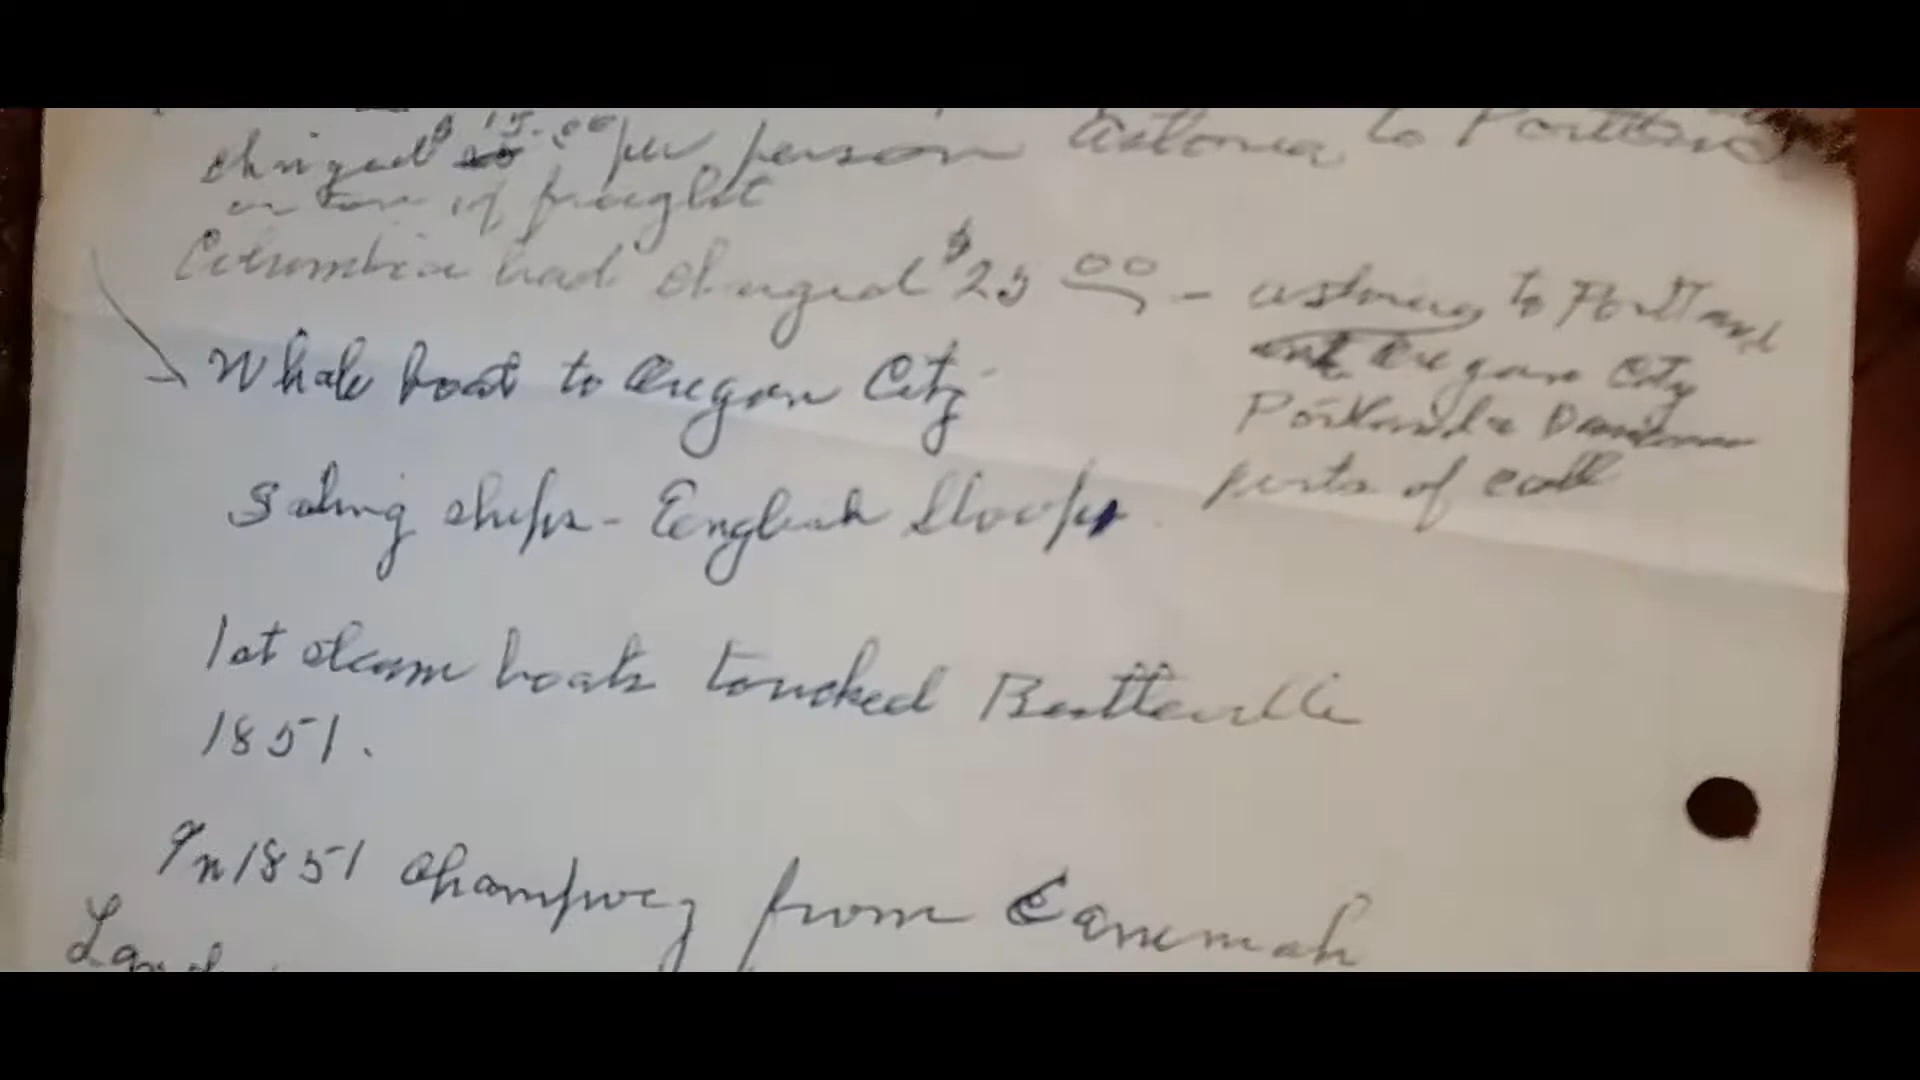 charged $15.00 per person Astoria to Portland
or ton of freight
Columbia had charged $25 00 - Astoria to Portland
Oregon City
Portland &
ports of call
Whale boat to Oregon City
Saling ships - English Sloops
1st steam boats touched Butteville
1851.
In 1851 Champoeg from Canemah